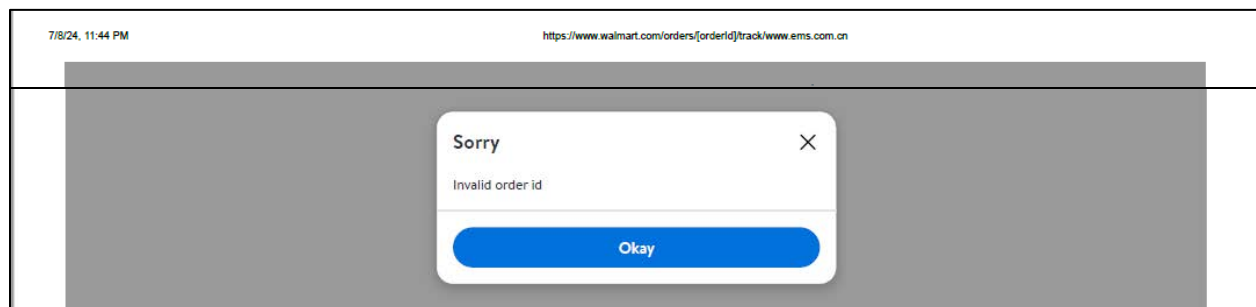 7/8/24, 11:44 PM https://www.walmart.com/orders/[orderId]/track/www.ems.com.cn
Sorry
Invalid order id
Okay